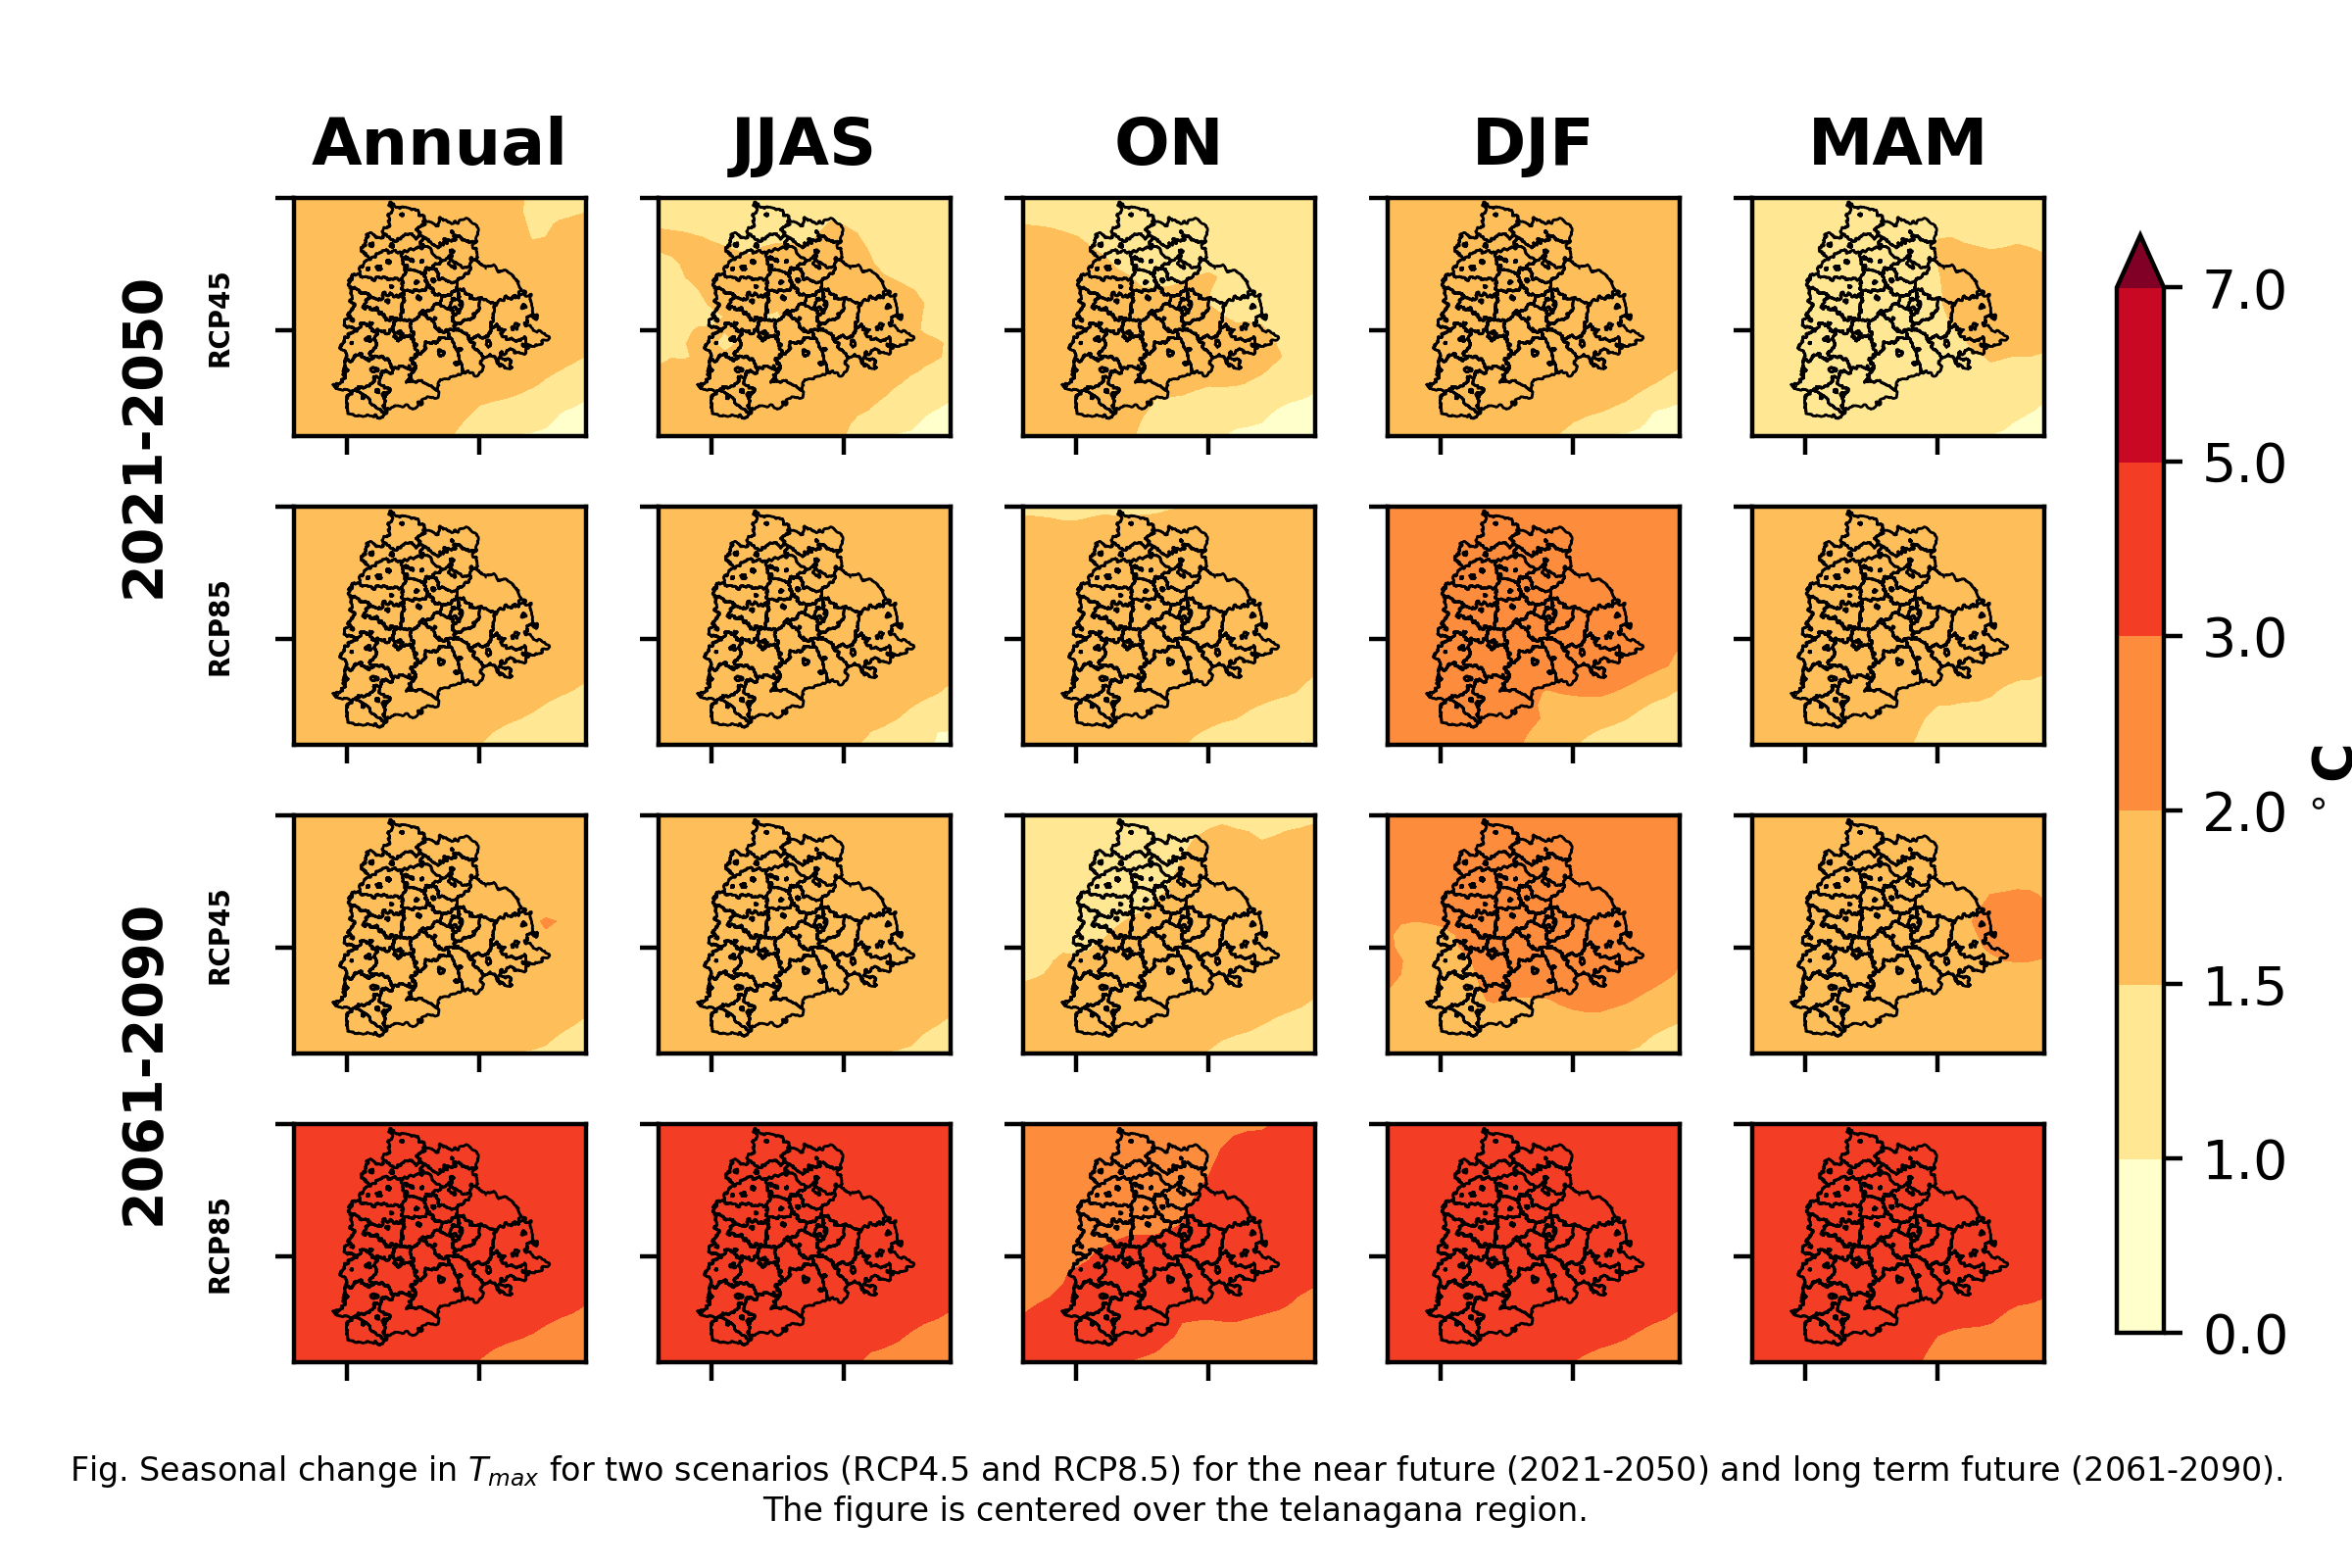 Annual JJAS ON DJF MAM
2021-2050
RCP45
RCP85
2061-2090
RCP45
RCP85
7.0
5.0
3.0
2.0
1.5
1.0
0.0
° C
Fig. Seasonal change in Tmax for two scenarios (RCP4.5 and RCP8.5) for the near future (2021-2050) and long term future (2061-2090).
The figure is centered over the telanagana region.